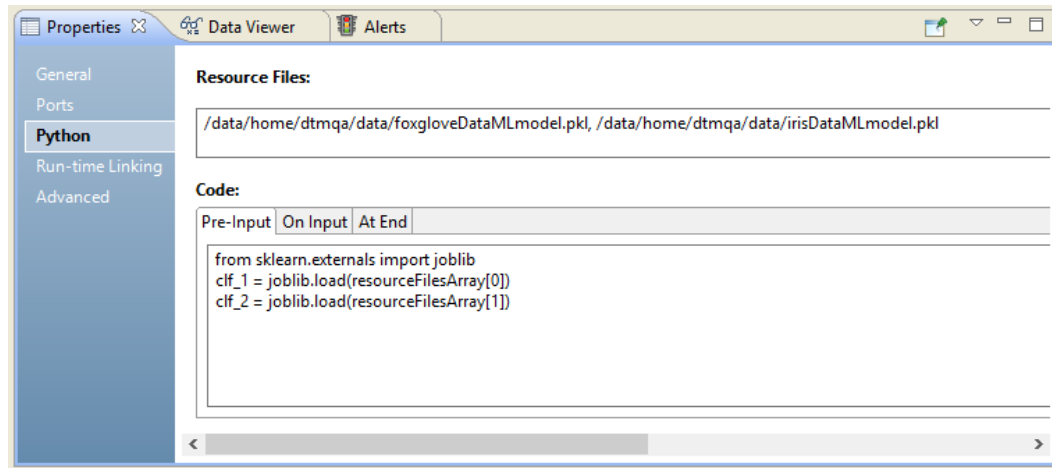 Properties Data Viewer Alerts
General
Ports
Python
Run-time Linking
Advanced
Resource Files:
/data/home/dtmqa/data/foxgloveDataMLmodel.pkl, /data/home/dtmqa/data/irisDataMLmodel.pkl
Code:
Pre-Input On Input At End
from sklearn.externals import joblib
clf_1 = joblib.load(resourceFilesArray[0])
clf_2 = joblib.load(resourceFilesArray[1])